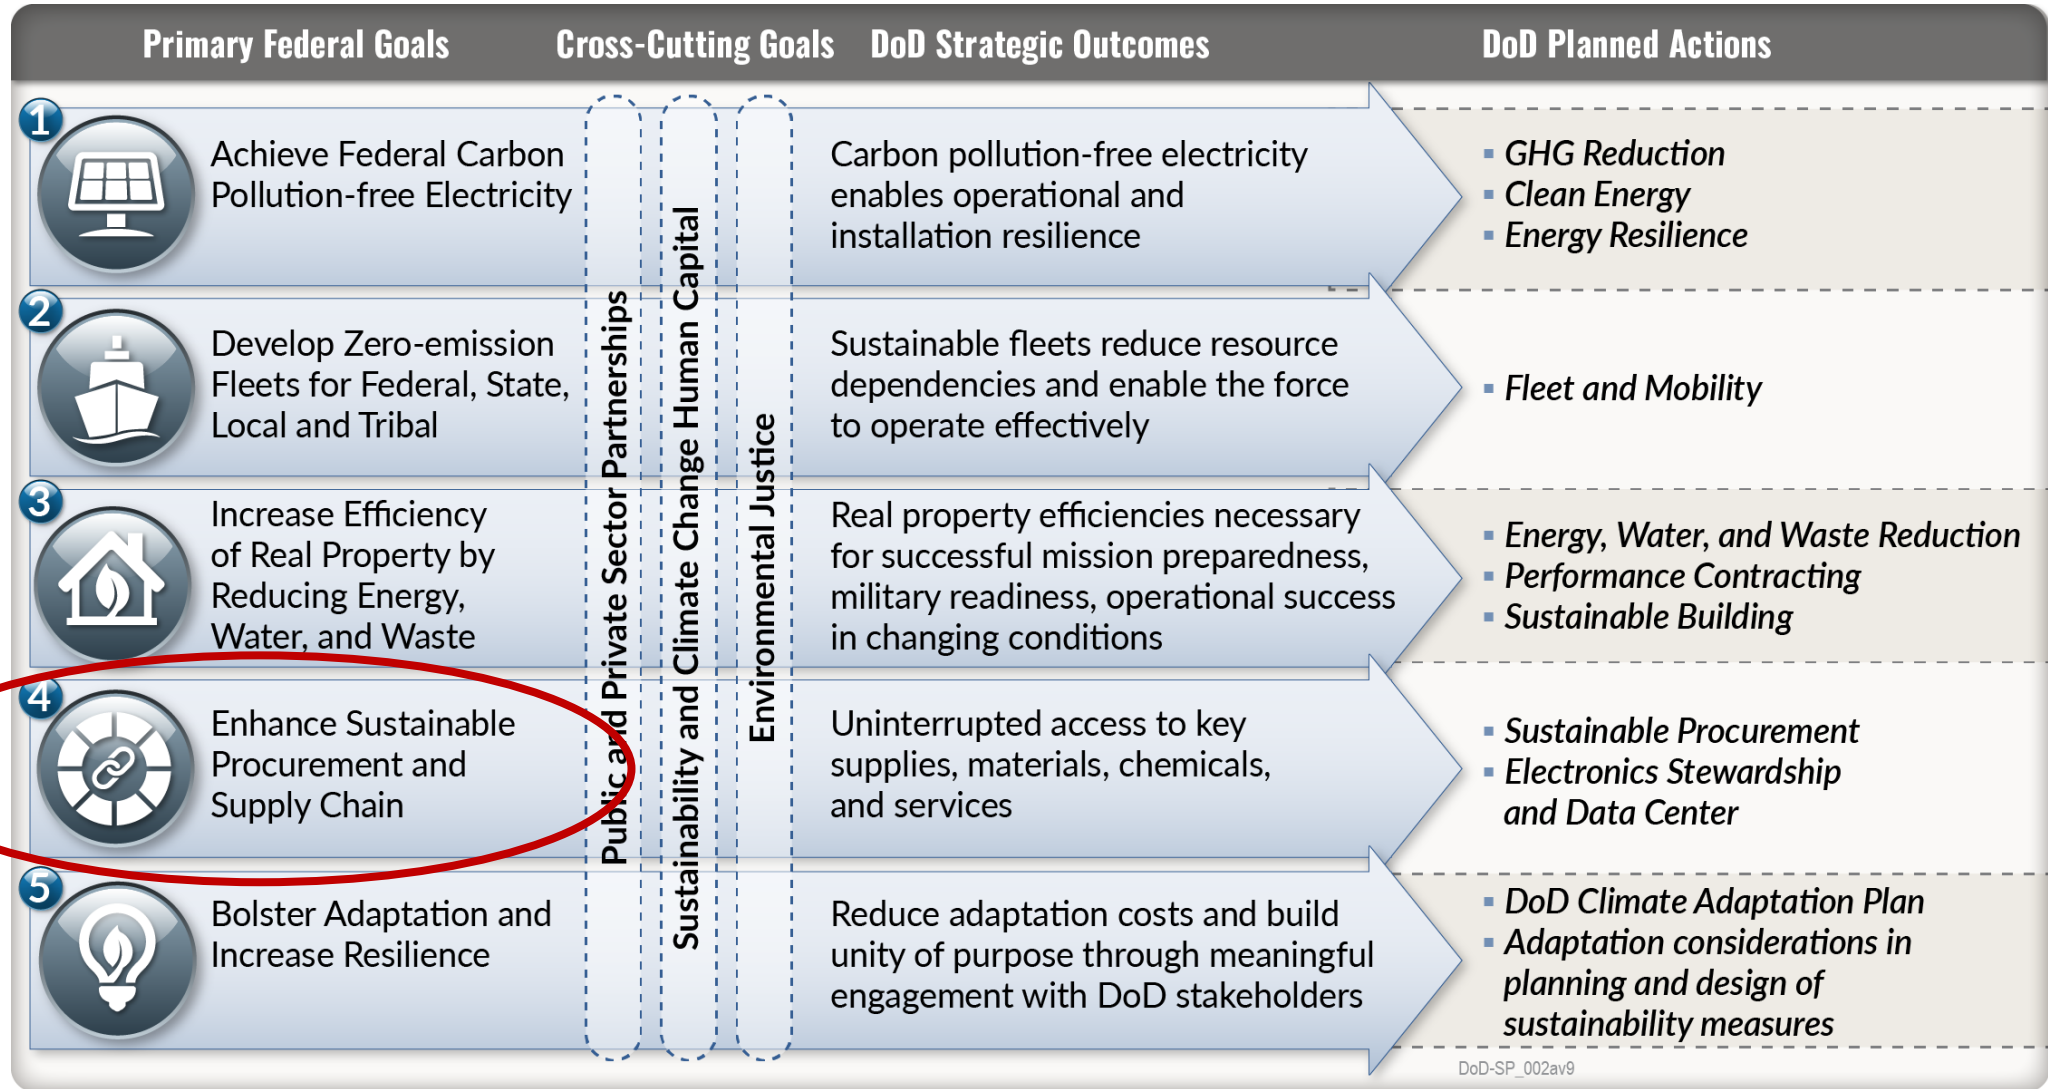 Primary Federal Goals
Cross-Cutting Goals
DoD Strategic Outcomes
DoD Planned Actions
1
Achieve Federal Carbon
Pollution-free Electricity
Carbon pollution-free electricity
enables operational and
installation resilience
▪ GHG Reduction
▪ Clean Energy
▪ Energy Resilience
2
Develop Zero-emission
Fleets for Federal, State,
Local and Tribal
Sustainable fleets reduce resource
dependencies and enable the force
to operate effectively
▪ Fleet and Mobility
3
Increase Efficiency
of Real Property by
Reducing Energy,
Water, and Waste
Real property efficiencies necessary
for successful mission preparedness,
military readiness, operational success
in changing conditions
▪ Energy, Water, and Waste Reduction
▪ Performance Contracting
▪ Sustainable Building
4
Enhance Sustainable
Procurement and
Supply Chain
Uninterrupted access to key
supplies, materials, chemicals,
and services
▪ Sustainable Procurement
▪ Electronics Stewardship
and Data Center
5
Bolster Adaptation and
Increase Resilience
Reduce adaptation costs and build
unity of purpose through meaningful
engagement with DoD stakeholders
▪ DoD Climate Adaptation Plan
▪ Adaptation considerations in
planning and design of
sustainability measures
Public and Private Sector Partnerships
Sustainability and Climate Change Human Capital
Environmental Justice
DoD-SP_002av9